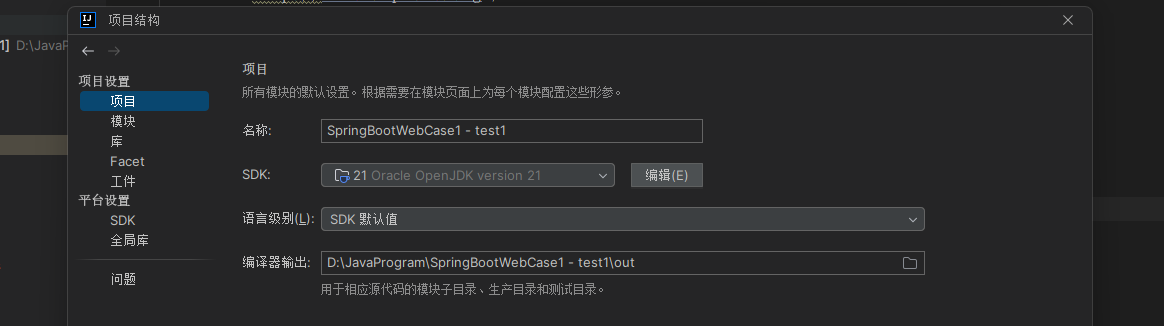 项目结构
1] D:\JavaP
项目设置
项目
模块
库
Facet
工件
平台设置
SDK
全局库
问题
项目
所有模块的默认设置。根据需要在模块页面上为每个模块配置这些形参。
名称: SpringBootWebCase1 - test1
SDK: 21 Oracle OpenJDK version 21 编辑(E)
语言级别(L): SDK 默认值
编译器输出: D:\JavaProgram\SpringBootWebCase1 - test1\out
用于相应源代码的模块子目录、生产目录和测试目录。